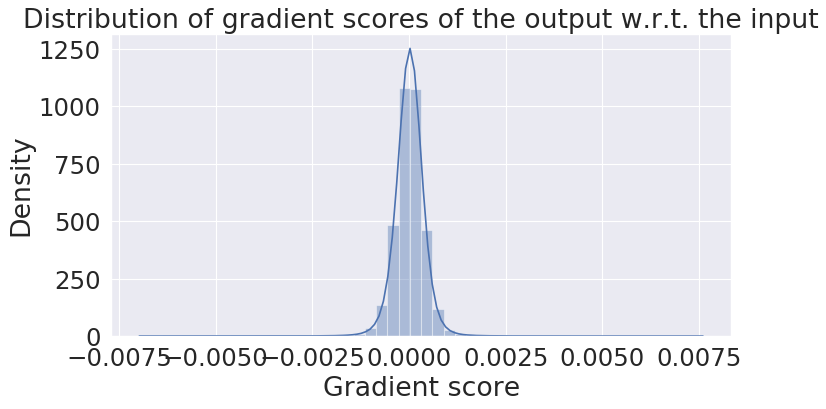 Distribution of gradient scores of the output w.r.t. the input
1250
1000
750
500
250
0
Density
−0.0075 −0.0050 −0.0025 0.0000 0.0025 0.0050 0.0075
Gradient score